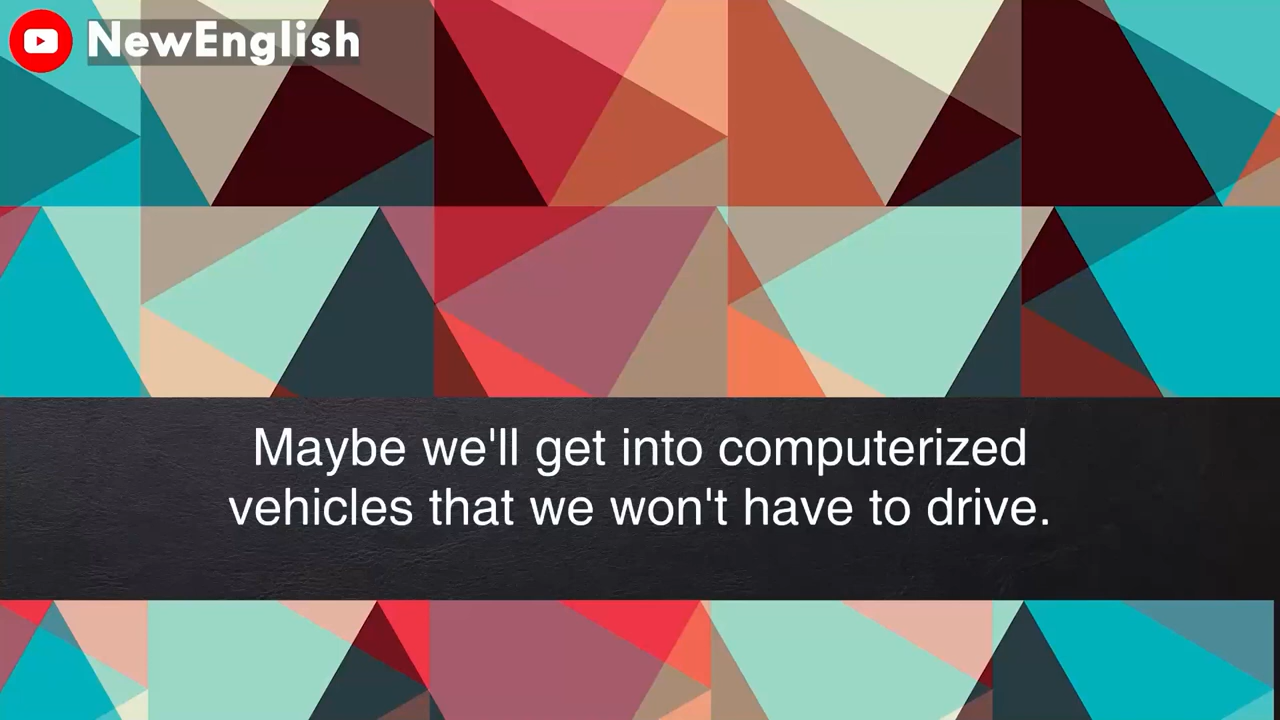 NewEnglish
Maybe we'll get into computerized
vehicles that we won't have to drive.